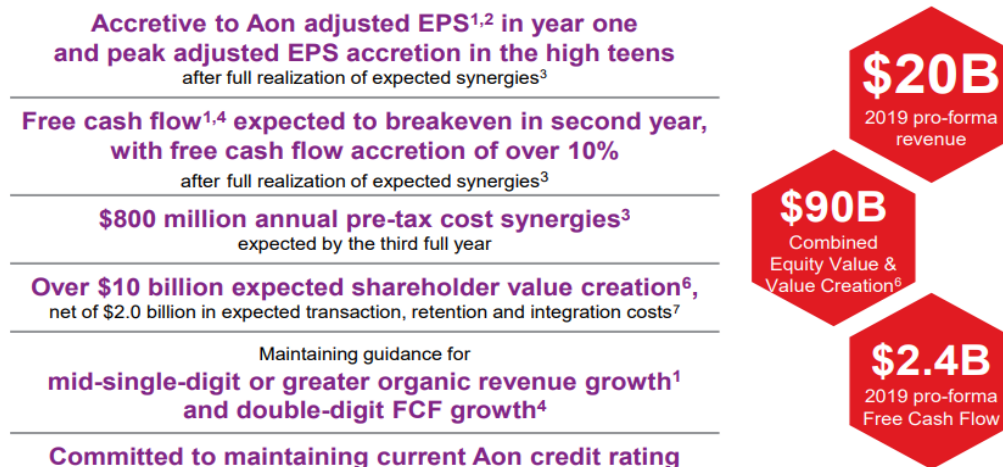 Accretive to Aon adjusted EPS¹,² in year one
and peak adjusted EPS accretion in the high teens
after full realization of expected synergies³
Free cash flow¹,⁴ expected to breakeven in second year,
with free cash flow accretion of over 10%
after full realization of expected synergies³
$800 million annual pre-tax cost synergies³
expected by the third full year
Over $10 billion expected shareholder value creation⁶,
net of $2.0 billion in expected transaction, retention and integration costs⁷
Maintaining guidance for
mid-single-digit or greater organic revenue growth¹
and double-digit FCF growth⁴
Committed to maintaining current Aon credit rating
$20B
2019 pro-forma
revenue
$90B
Combined
Equity Value &
Value Creation⁶
$2.4B
2019 pro-forma
Free Cash Flow